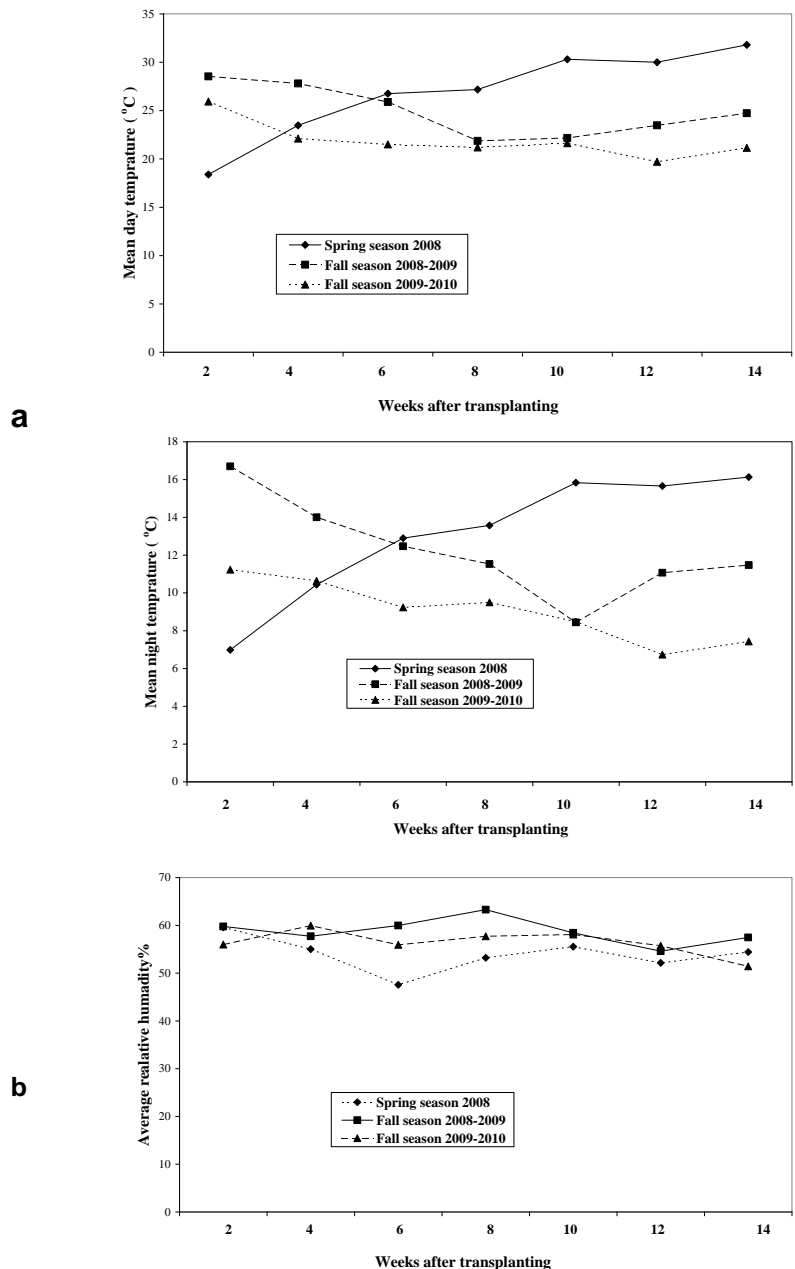 35
30
25
20
15
10
5
0
Mean day temprature ( °C)
Spring season 2008
Fall season 2008-2009
Fall season 2009-2010
2 4 6 8 10 12 14
Weeks after transplanting
a
18
16
14
12
10
8
6
4
2
0
Mean night temprature ( °C)
Spring season 2008
Fall season 2008-2009
Fall season 2009-2010
2 4 6 8 10 12 14
Weeks after transplanting
70
60
50
40
30
20
10
0
Average realative humadity%
b
Spring season 2008
Fall season 2008-2009
Fall season 2009-2010
2 4 6 8 10 12 14
Weeks after transplanting